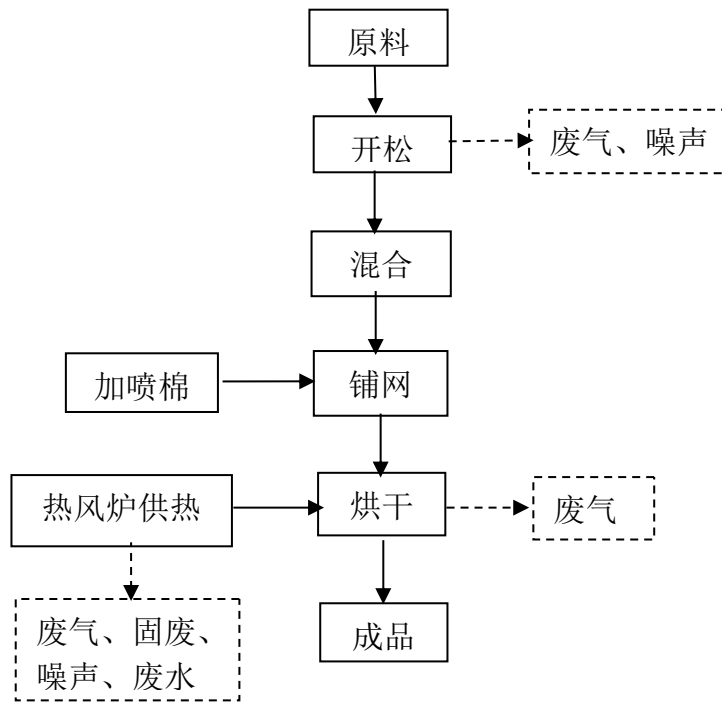 原料
开松
废气、噪声
混合
加喷棉
铺网
热风炉供热
烘干
废气
废气、固废、
噪声、废水
成品